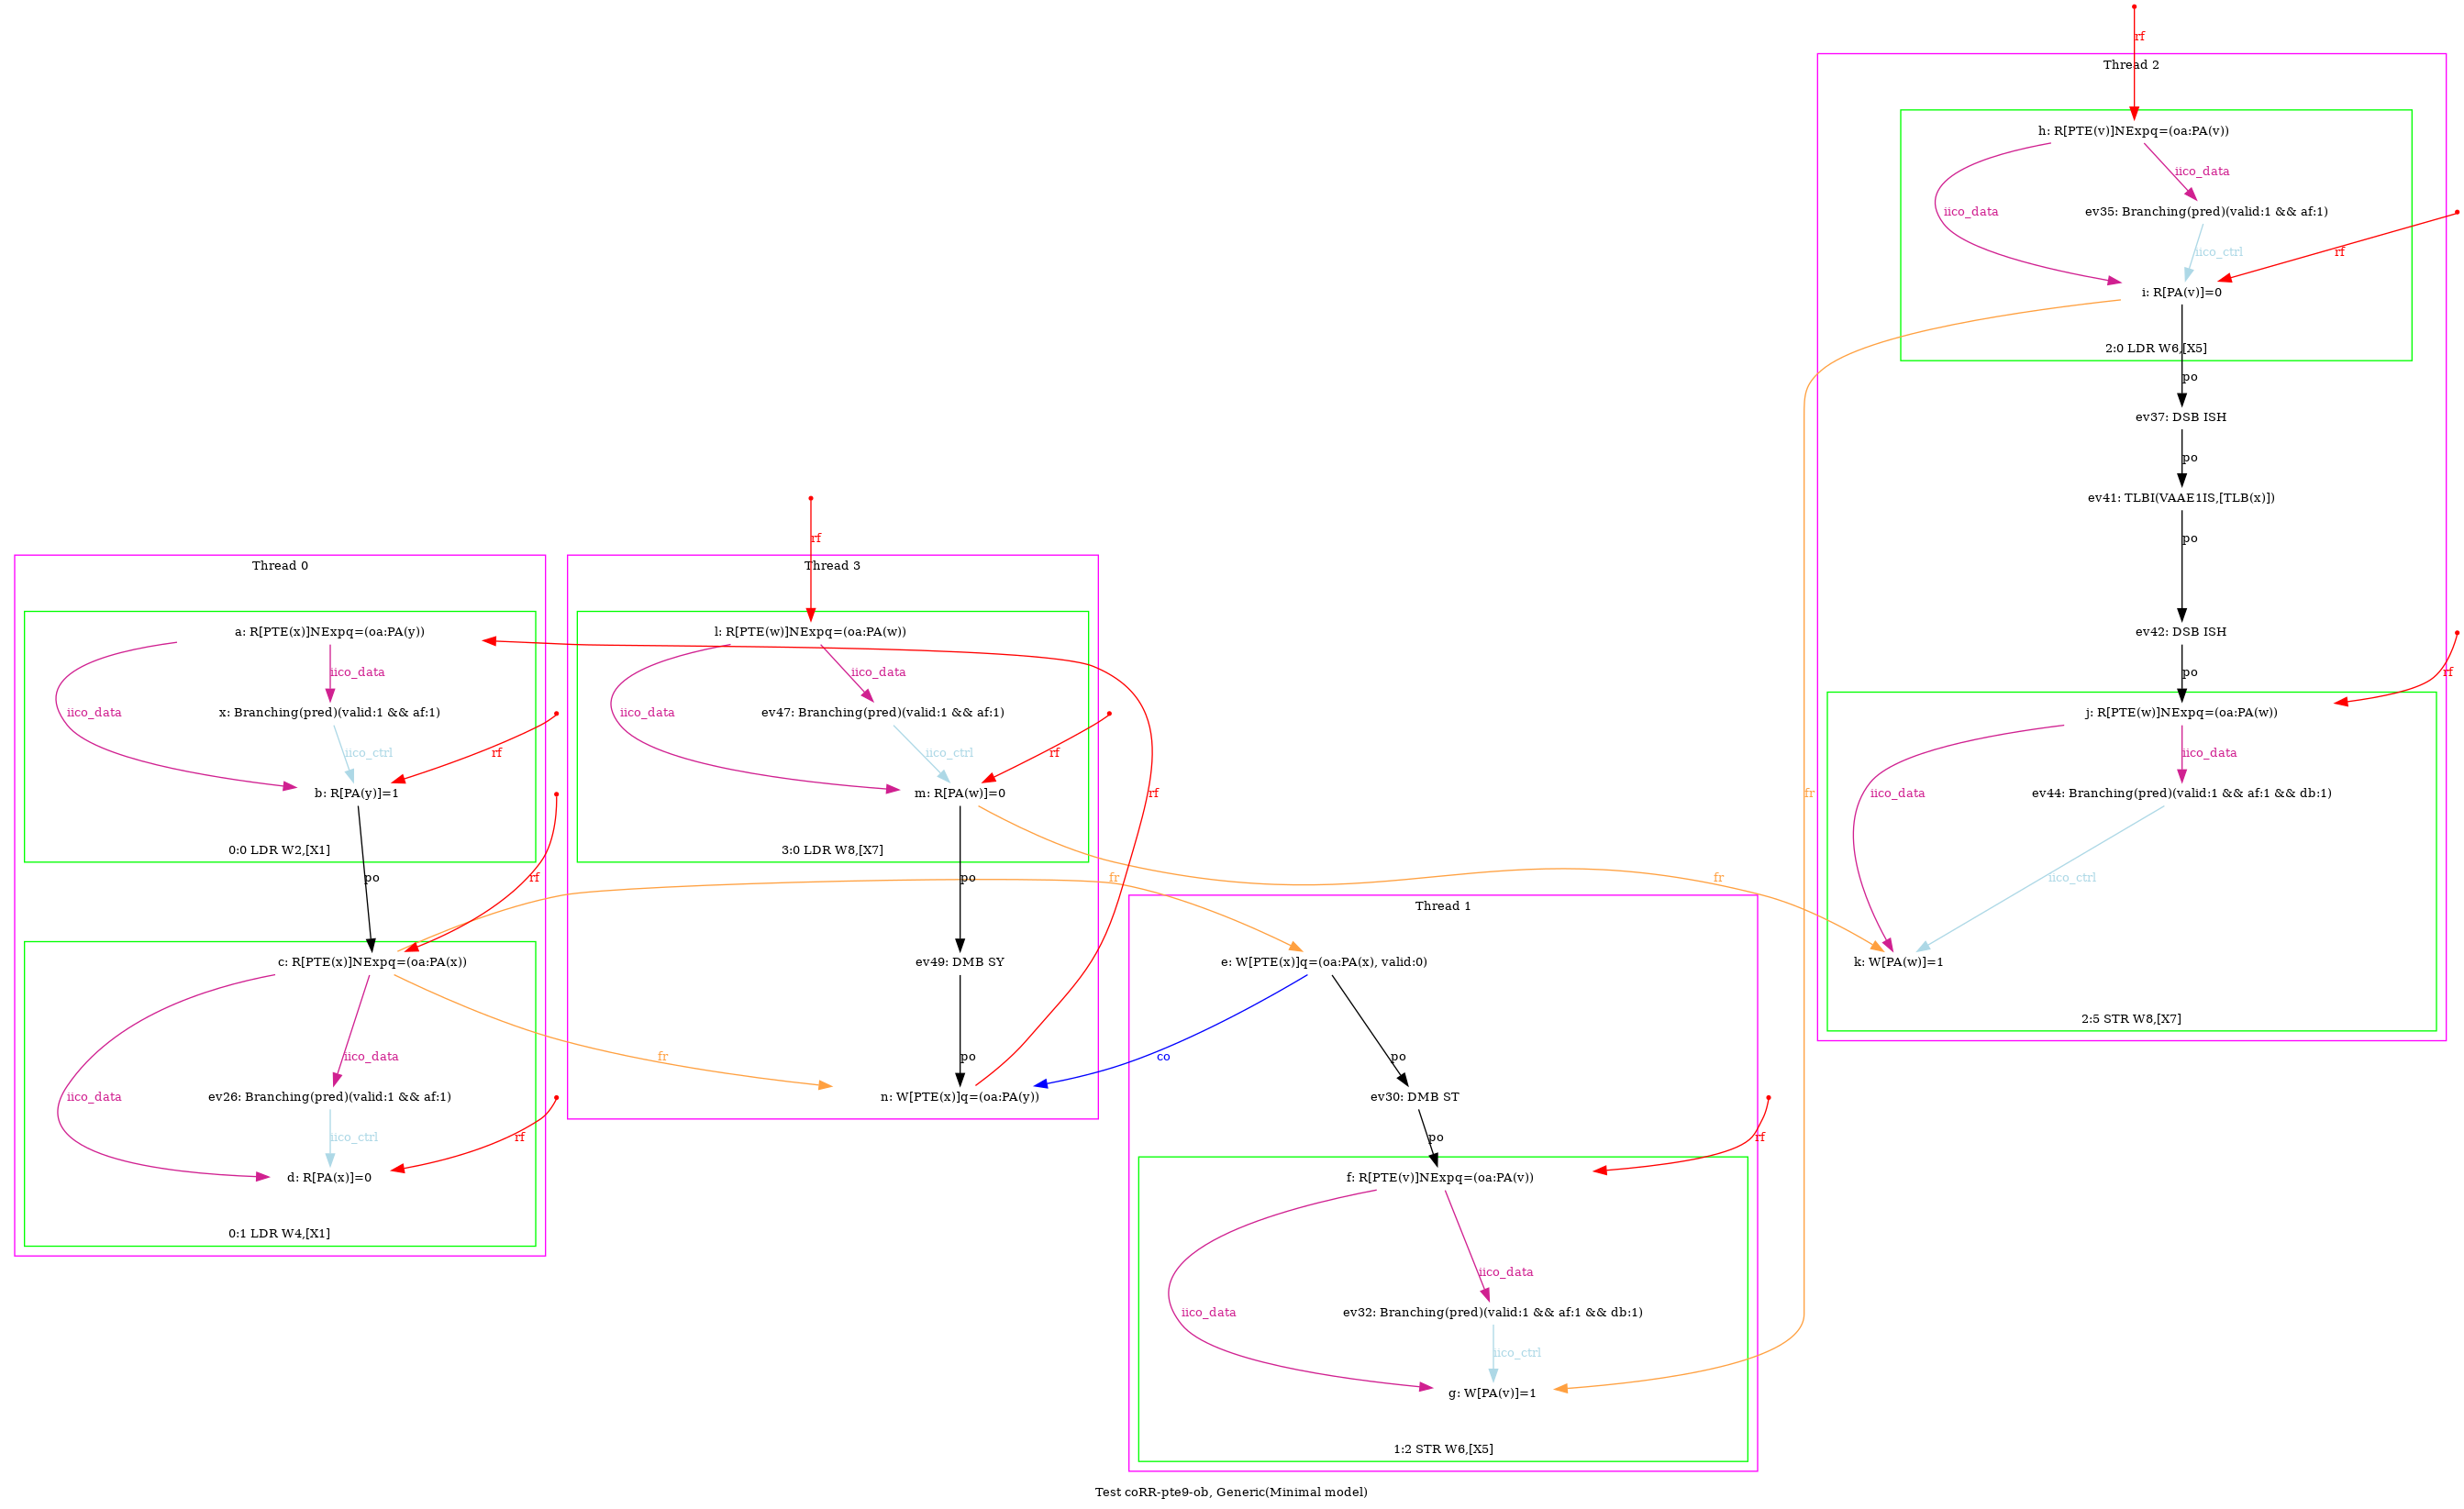 rf
Thread 2
h: R[PTE(v)]NExpq=(oa:PA(v))
iico_data
ev35: Branching(pred)(valid:1 && af:1)
iico_data
iico_ctrl
rf
i: R[PA(v)]=0
2:0 LDR W6,[X5]
po
ev37: DSB ISH
po
ev41: TLBI(VAAE1IS,[TLB(x)])
po
ev42: DSB ISH
po
rf
j: R[PTE(w)]NExpq=(oa:PA(w))
iico_data
iico_data
ev44: Branching(pred)(valid:1 && af:1 && db:1)
iico_ctrl
k: W[PA(w)]=1
2:5 STR W8,[X7]
fr
Thread 0
a: R[PTE(x)]NExpq=(oa:PA(y))
iico_data
iico_data
x: Branching(pred)(valid:1 && af:1)
iico_ctrl
rf
b: R[PA(y)]=1
0:0 LDR W2,[X1]
po
rf
c: R[PTE(x)]NExpq=(oa:PA(x))
iico_data
iico_data
ev26: Branching(pred)(valid:1 && af:1)
iico_ctrl
rf
d: R[PA(x)]=0
0:1 LDR W4,[X1]
rf
Thread 3
l: R[PTE(w)]NExpq=(oa:PA(w))
iico_data
iico_data
ev47: Branching(pred)(valid:1 && af:1)
iico_ctrl
rf
rf
m: R[PA(w)]=0
3:0 LDR W8,[X7]
po
fr
fr
ev49: DMB SY
fr
po
co
n: W[PTE(x)]q=(oa:PA(y))
Thread 1
e: W[PTE(x)]q=(oa:PA(x), valid:0)
po
ev30: DMB ST
po
rf
f: R[PTE(v)]NExpq=(oa:PA(v))
iico_data
iico_data
ev32: Branching(pred)(valid:1 && af:1 && db:1)
iico_ctrl
g: W[PA(v)]=1
1:2 STR W6,[X5]
Test coRR-pte9-ob, Generic(Minimal model)